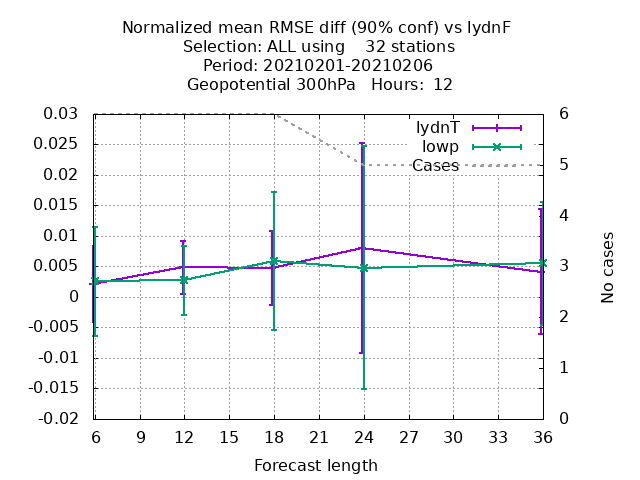 Normalized mean RMSE diff (90% conf) vs lydnF
Selection: ALL using    32 stations
Period: 20210201-20210206
Geopotential 300hPa   Hours:  12
0.03
0.025
0.02
0.015
0.01
0.005
0
-0.005
-0.01
-0.015
-0.02
lydnT
lowp
Cases
6
5
4
3
2
1
0
No cases
6 9 12 15 18 21 24 27 30 33 36
Forecast length